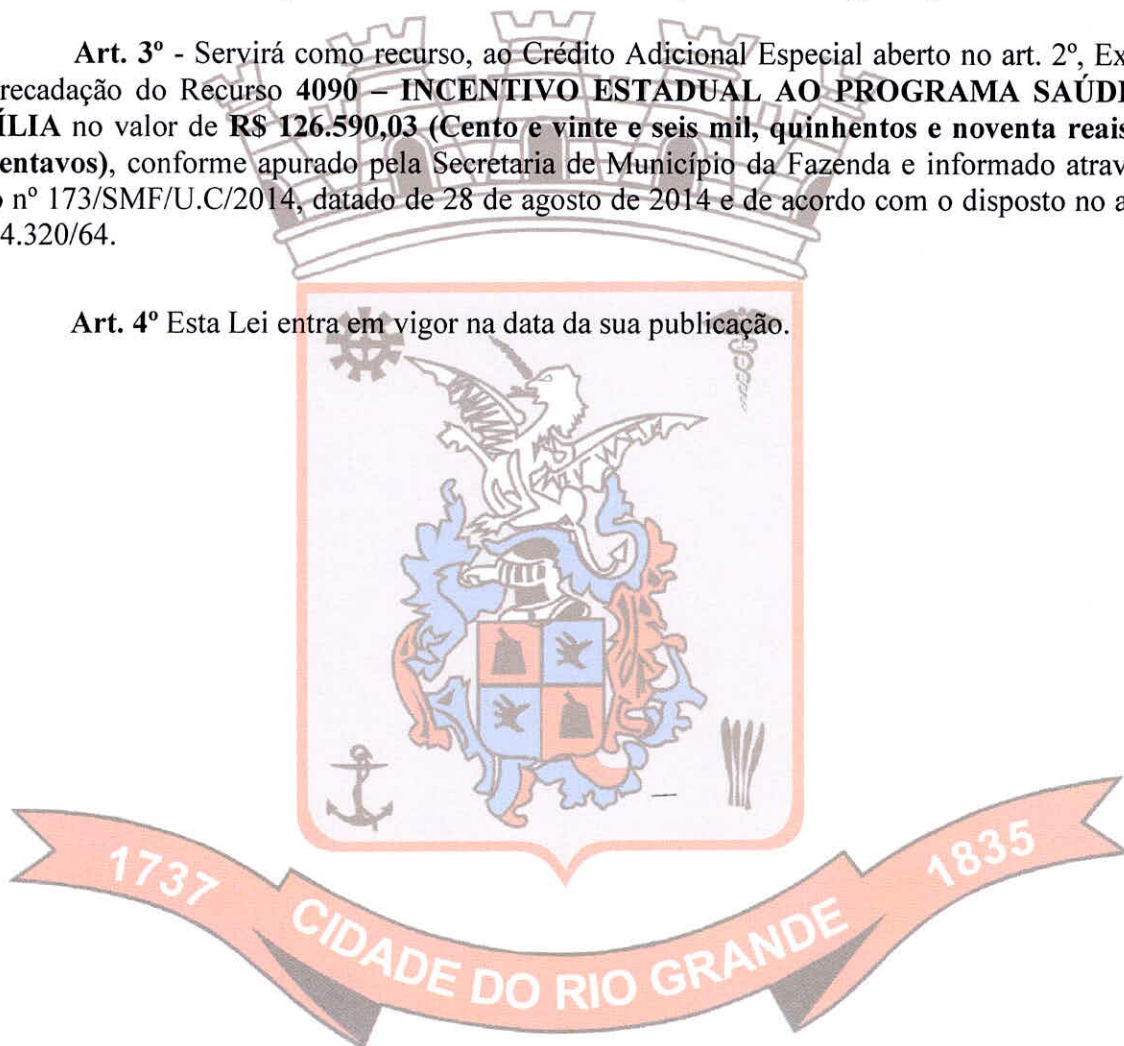 Art. 3º - Servirá como recurso, ao Crédito Adicional Especial aberto no art. 2º, Ex
recadação do Recurso 4090 – INCENTIVO ESTADUAL AO PROGRAMA SAÚD
ÍLIA no valor de R$ 126.590,03 (Cento e vinte e seis mil, quinhentos e noventa reais
entavos), conforme apurado pela Secretaria de Município da Fazenda e informado atrav
o nº 173/SMF/U.C/2014, datado de 28 de agosto de 2014 e de acordo com o disposto no a
4.320/64.
Art. 4º Esta Lei entra em vigor na data da sua publicação.
1737 CIDADE DO RIO GRANDE 1835